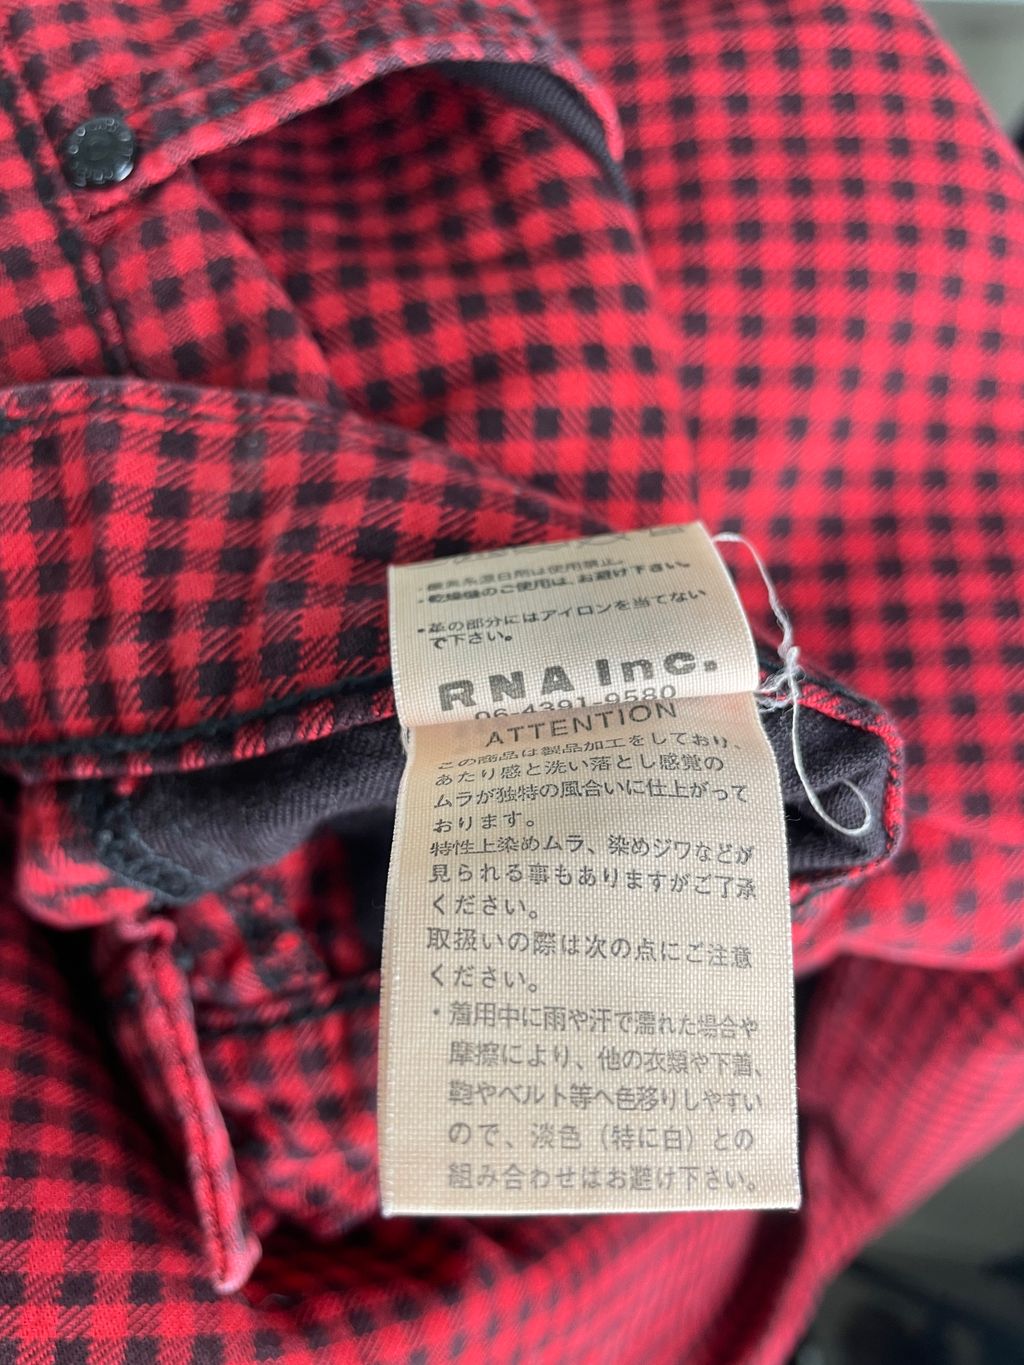 ・蛍光増白剤は使用禁止。
・乾燥機のご使用は、お避け下さい。
・革の部分にはアイロンを当てない
で下さい。
RNA Inc.
06-4391-9580
ATTENTION
この商品は製品加工をしており、
あたり感と洗い落とし感覚の
ムラが独特の風合いに仕上がって
おります。
特性上染めムラ、染めジワなどが
見られる事もありますがご了承
ください。
取扱いの際は次の点にご注意
ください。
・着用中に雨や汗で濡れた場合や
摩擦により、他の衣類や下着、
鞄やベルト等へ色移りしやすい
ので、淡色（特に白）との
組み合わせはお避け下さい。